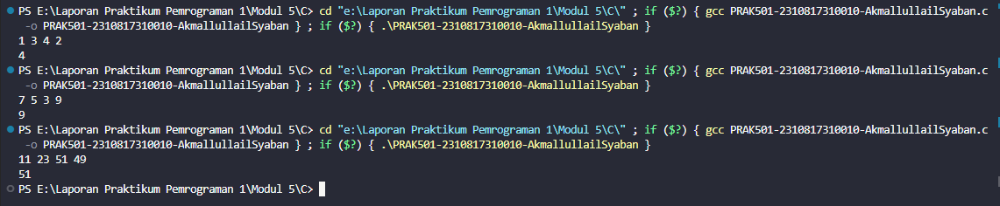 PS E:\Laporan Praktikum Pemrograman 1\Modul 5\C> cd "e:\Laporan Praktikum Pemrograman 1\Modul 5\C\" ; if ($?) { gcc PRAK501-2310817310010-AkmallullailSyaban.c
-o PRAK501-2310817310010-AkmallullailSyaban } ; if ($?) { .\PRAK501-2310817310010-AkmallullailSyaban }
1 3 4 2
4
PS E:\Laporan Praktikum Pemrograman 1\Modul 5\C> cd "e:\Laporan Praktikum Pemrograman 1\Modul 5\C\" ; if ($?) { gcc PRAK501-2310817310010-AkmallullailSyaban.c
-o PRAK501-2310817310010-AkmallullailSyaban } ; if ($?) { .\PRAK501-2310817310010-AkmallullailSyaban }
7 5 3 9
9
PS E:\Laporan Praktikum Pemrograman 1\Modul 5\C> cd "e:\Laporan Praktikum Pemrograman 1\Modul 5\C\" ; if ($?) { gcc PRAK501-2310817310010-AkmallullailSyaban.c
-o PRAK501-2310817310010-AkmallullailSyaban } ; if ($?) { .\PRAK501-2310817310010-AkmallullailSyaban }
11 23 51 49
51
PS E:\Laporan Praktikum Pemrograman 1\Modul 5\C>